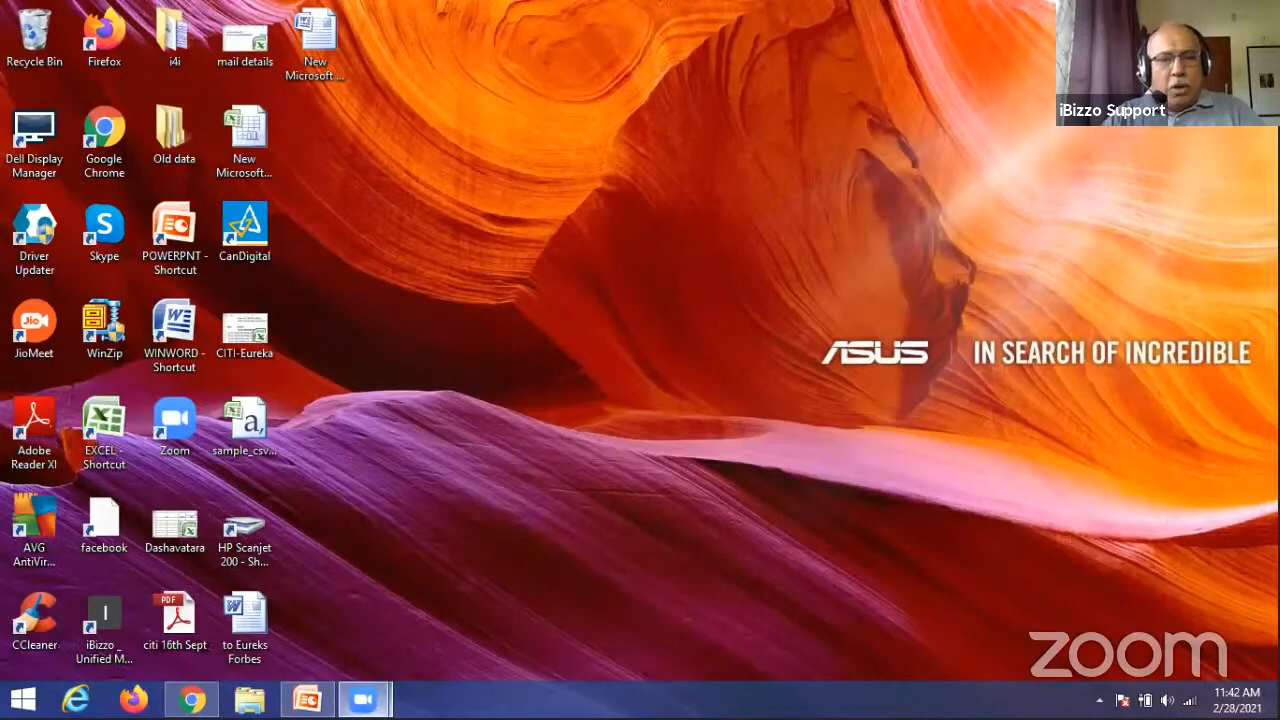 Recycle Bin
Firefox
i4i
mail details
New
Microsoft ...
iBizzo Support
Dell Display
Manager
Google
Chrome
Old data
New
Microsoft...
Driver
Updater
Skype
POWERPNT -
Shortcut
CanDigital
JioMeet
Jio
WinZip
WINWORD -
Shortcut
CITI-Eureka
ASUS
IN SEARCH OF INCREDIBLE
Adobe
Reader XI
EXCEL -
Shortcut
Zoom
a,
sample_csv...
AVG
AntiVir...
facebook
Dashavatara
HP Scanjet
200 - Sh...
CCleaner
I
iBizzo _
Unified M...
PDF
citi 16th Sept
to Eureks
Forbes
zoom
11:42 AM
2/28/2021